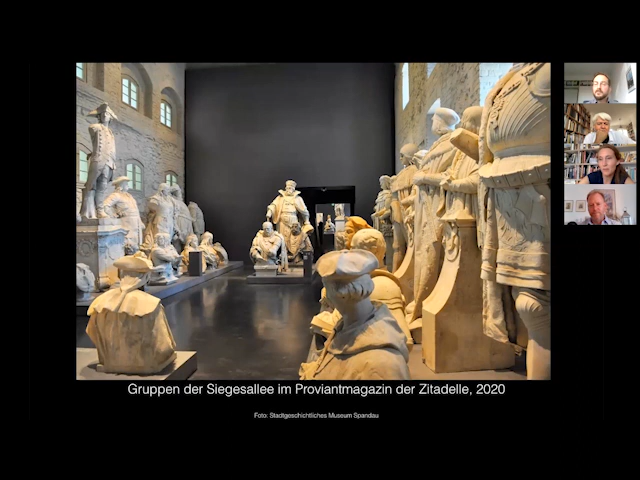 Gruppen der Siegesallee im Proviantmagazin der Zitadelle, 2020
Foto: Stadtgeschichtliches Museum Spandau